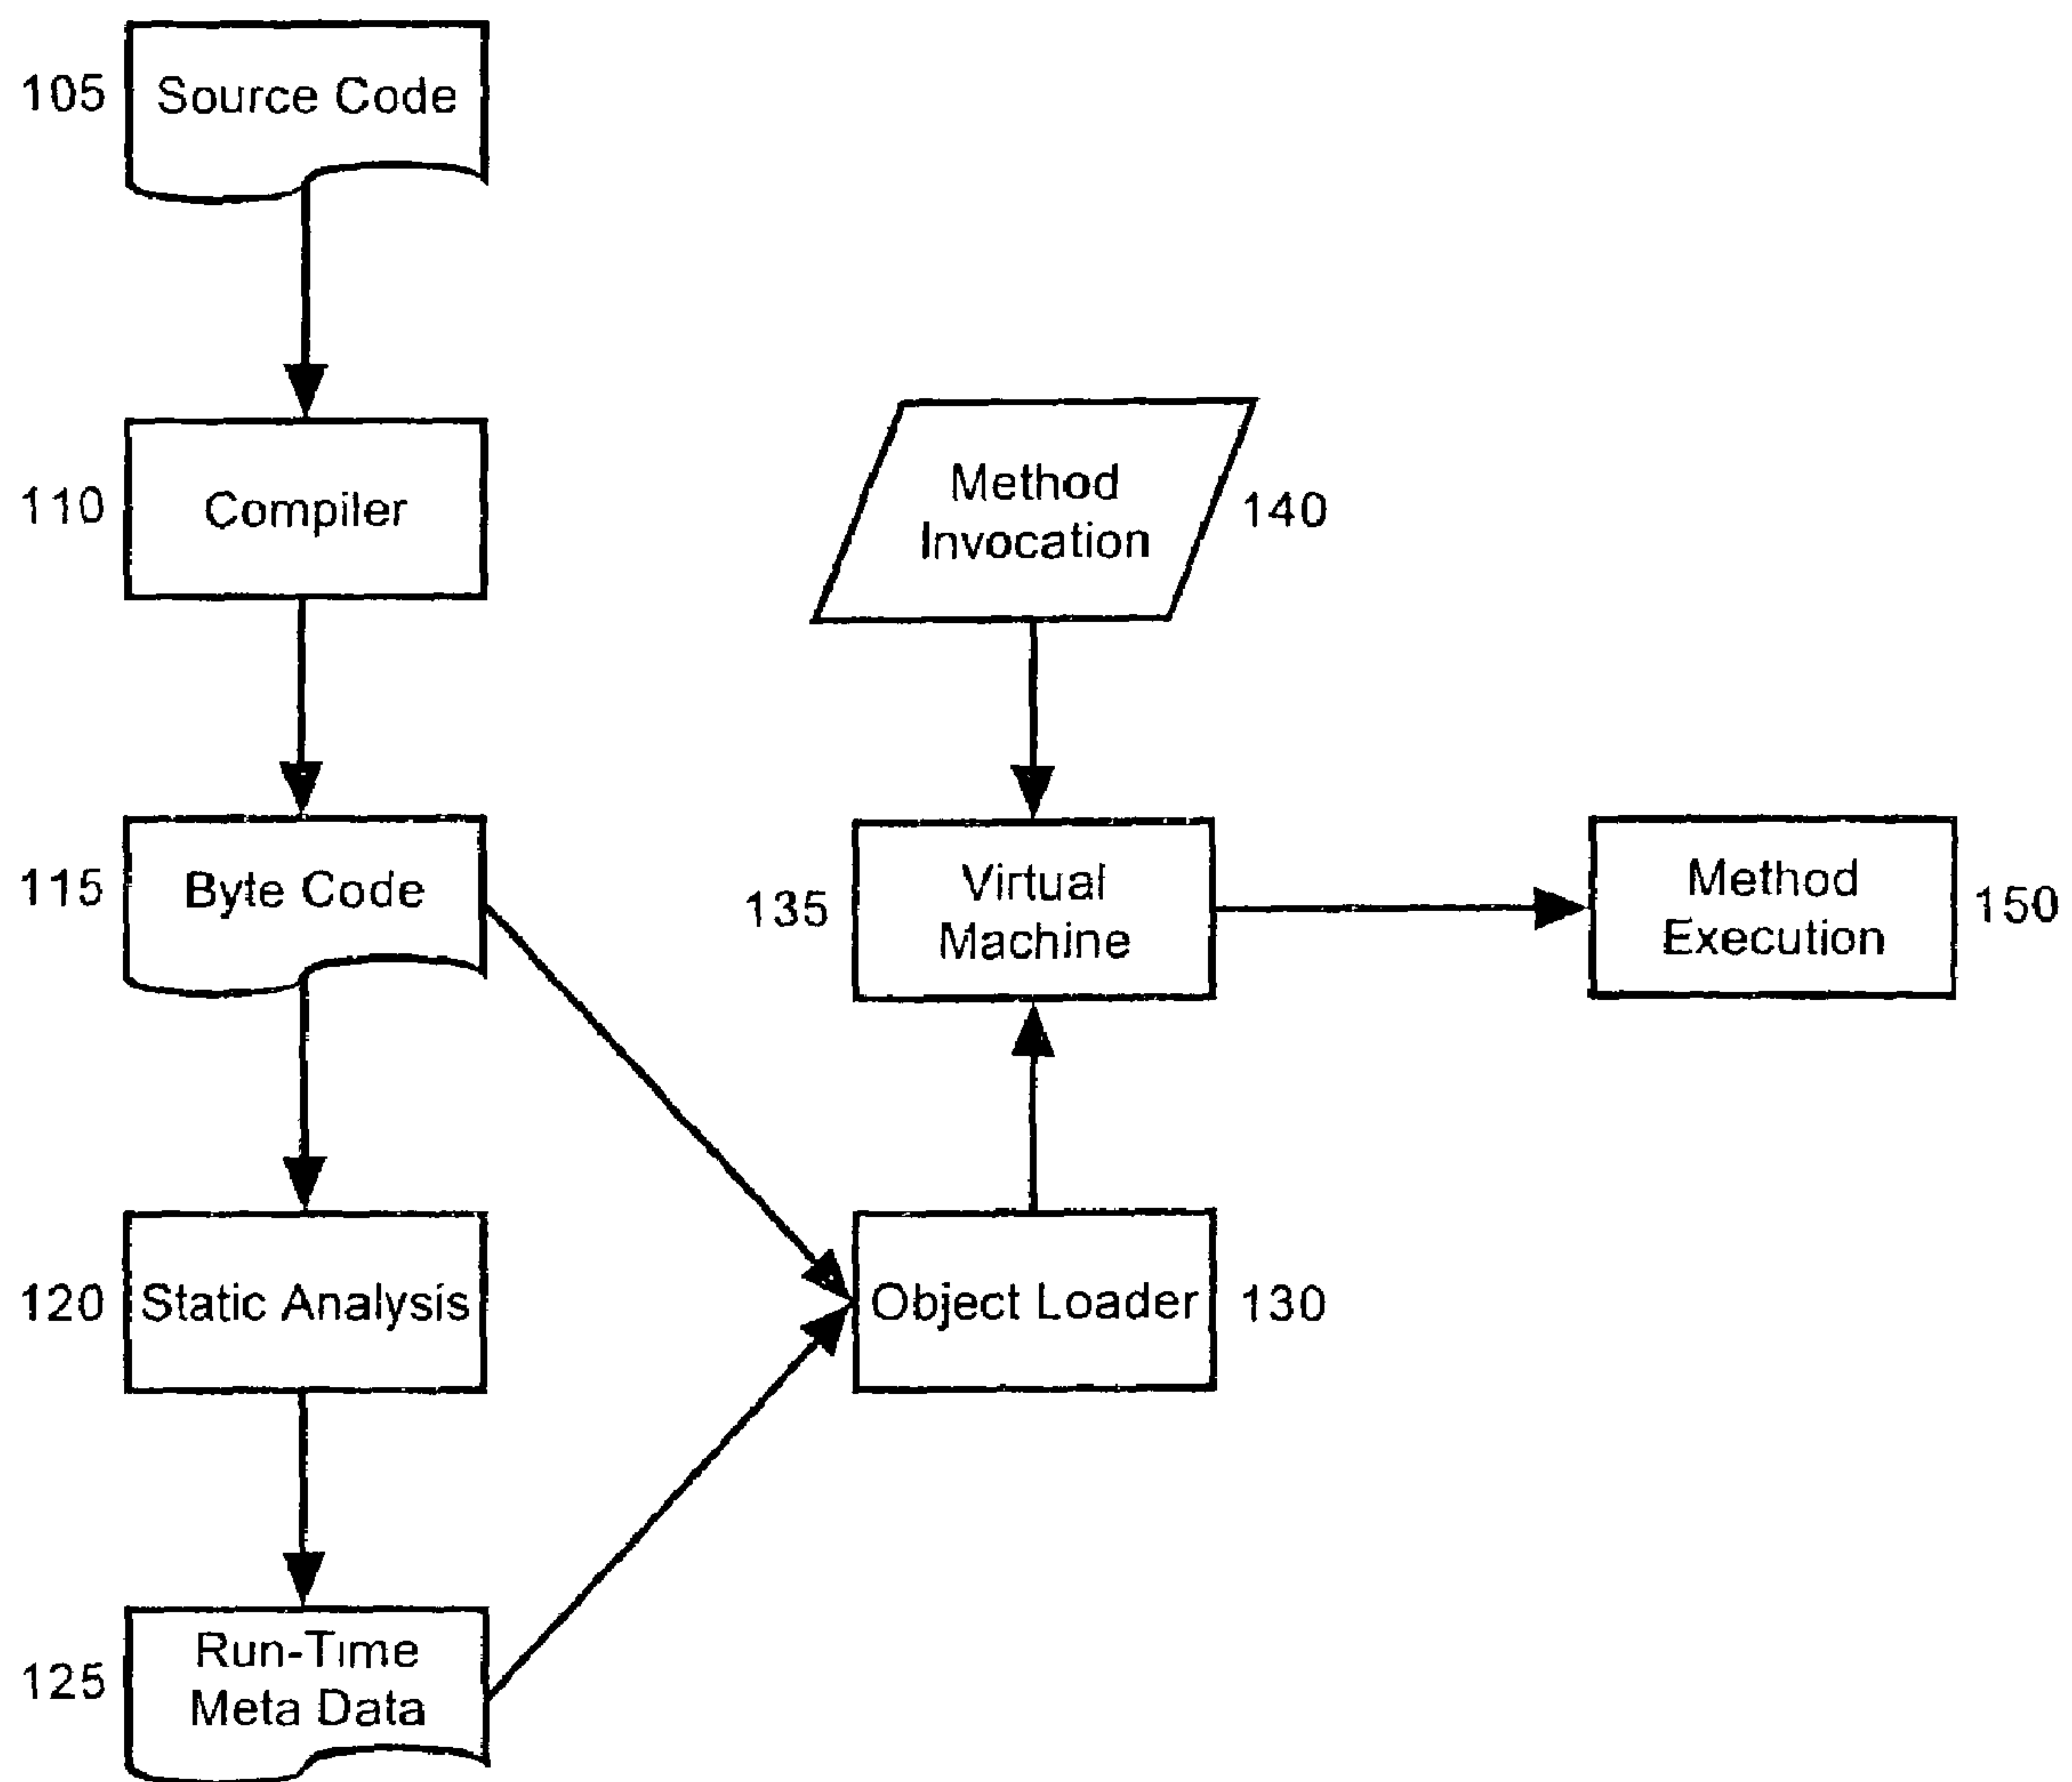 105
Source Code
110
Compiler
Method
Invocation
140
115
Byte Code
135
Virtual
Machine
Method
Execution
150
120
Static Analysis
Object Loader
130
125
Run-Time
Meta Data